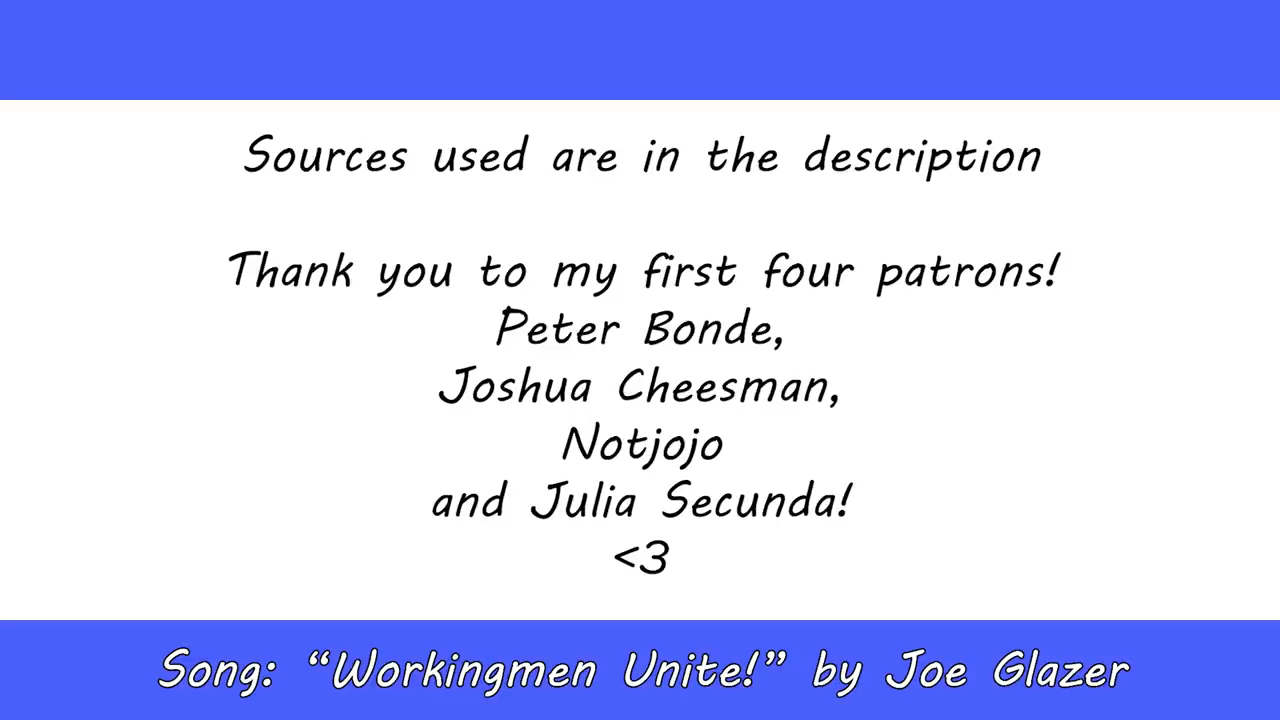 Sources used are in the description
Thank you to my first four patrons!
Peter Bonde,
Joshua Cheesman,
Notjojo
and Julia Secunda!
<3
Song: “Workingmen Unite!” by Joe Glazer